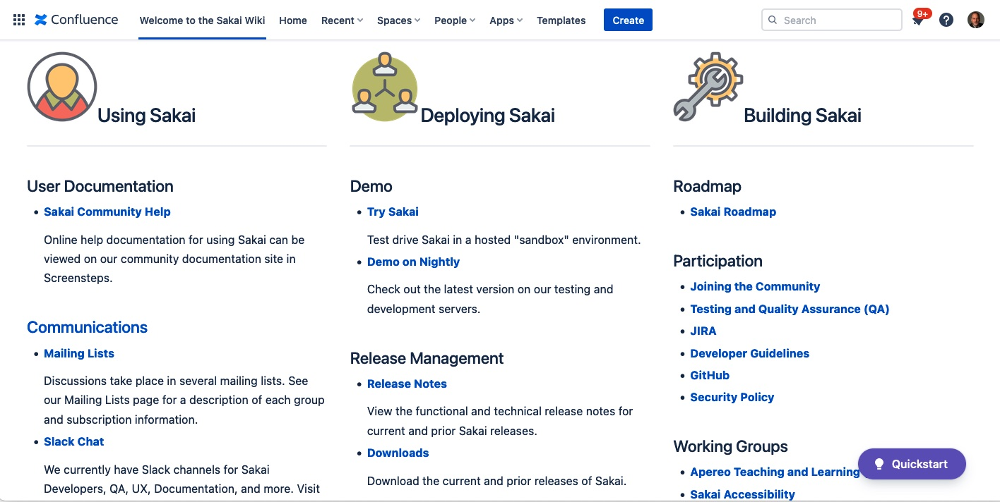 Confluence
Welcome to the Sakai Wiki
Home
Recent
Spaces
People
Apps
Templates
Create
Search
9+
?
Using Sakai
User Documentation
• Sakai Community Help
Online help documentation for using Sakai can be
viewed on our community documentation site in
Screensteps.
Communications
• Mailing Lists
Discussions take place in several mailing lists. See
our Mailing Lists page for a description of each group
and subscription information.
• Slack Chat
We currently have Slack channels for Sakai
Developers, QA, UX, Documentation, and more. Visit
Deploying Sakai
Demo
• Try Sakai
Test drive Sakai in a hosted "sandbox" environment.
• Demo on Nightly
Check out the latest version on our testing and
development servers.
Release Management
• Release Notes
View the functional and technical release notes for
current and prior Sakai releases.
• Downloads
Download the current and prior releases of Sakai.
Building Sakai
Roadmap
• Sakai Roadmap
Participation
• Joining the Community
• Testing and Quality Assurance (QA)
• JIRA
• Developer Guidelines
• GitHub
• Security Policy
Working Groups
• Apereo Teaching and Learning
• Sakai Accessibility
Quickstart